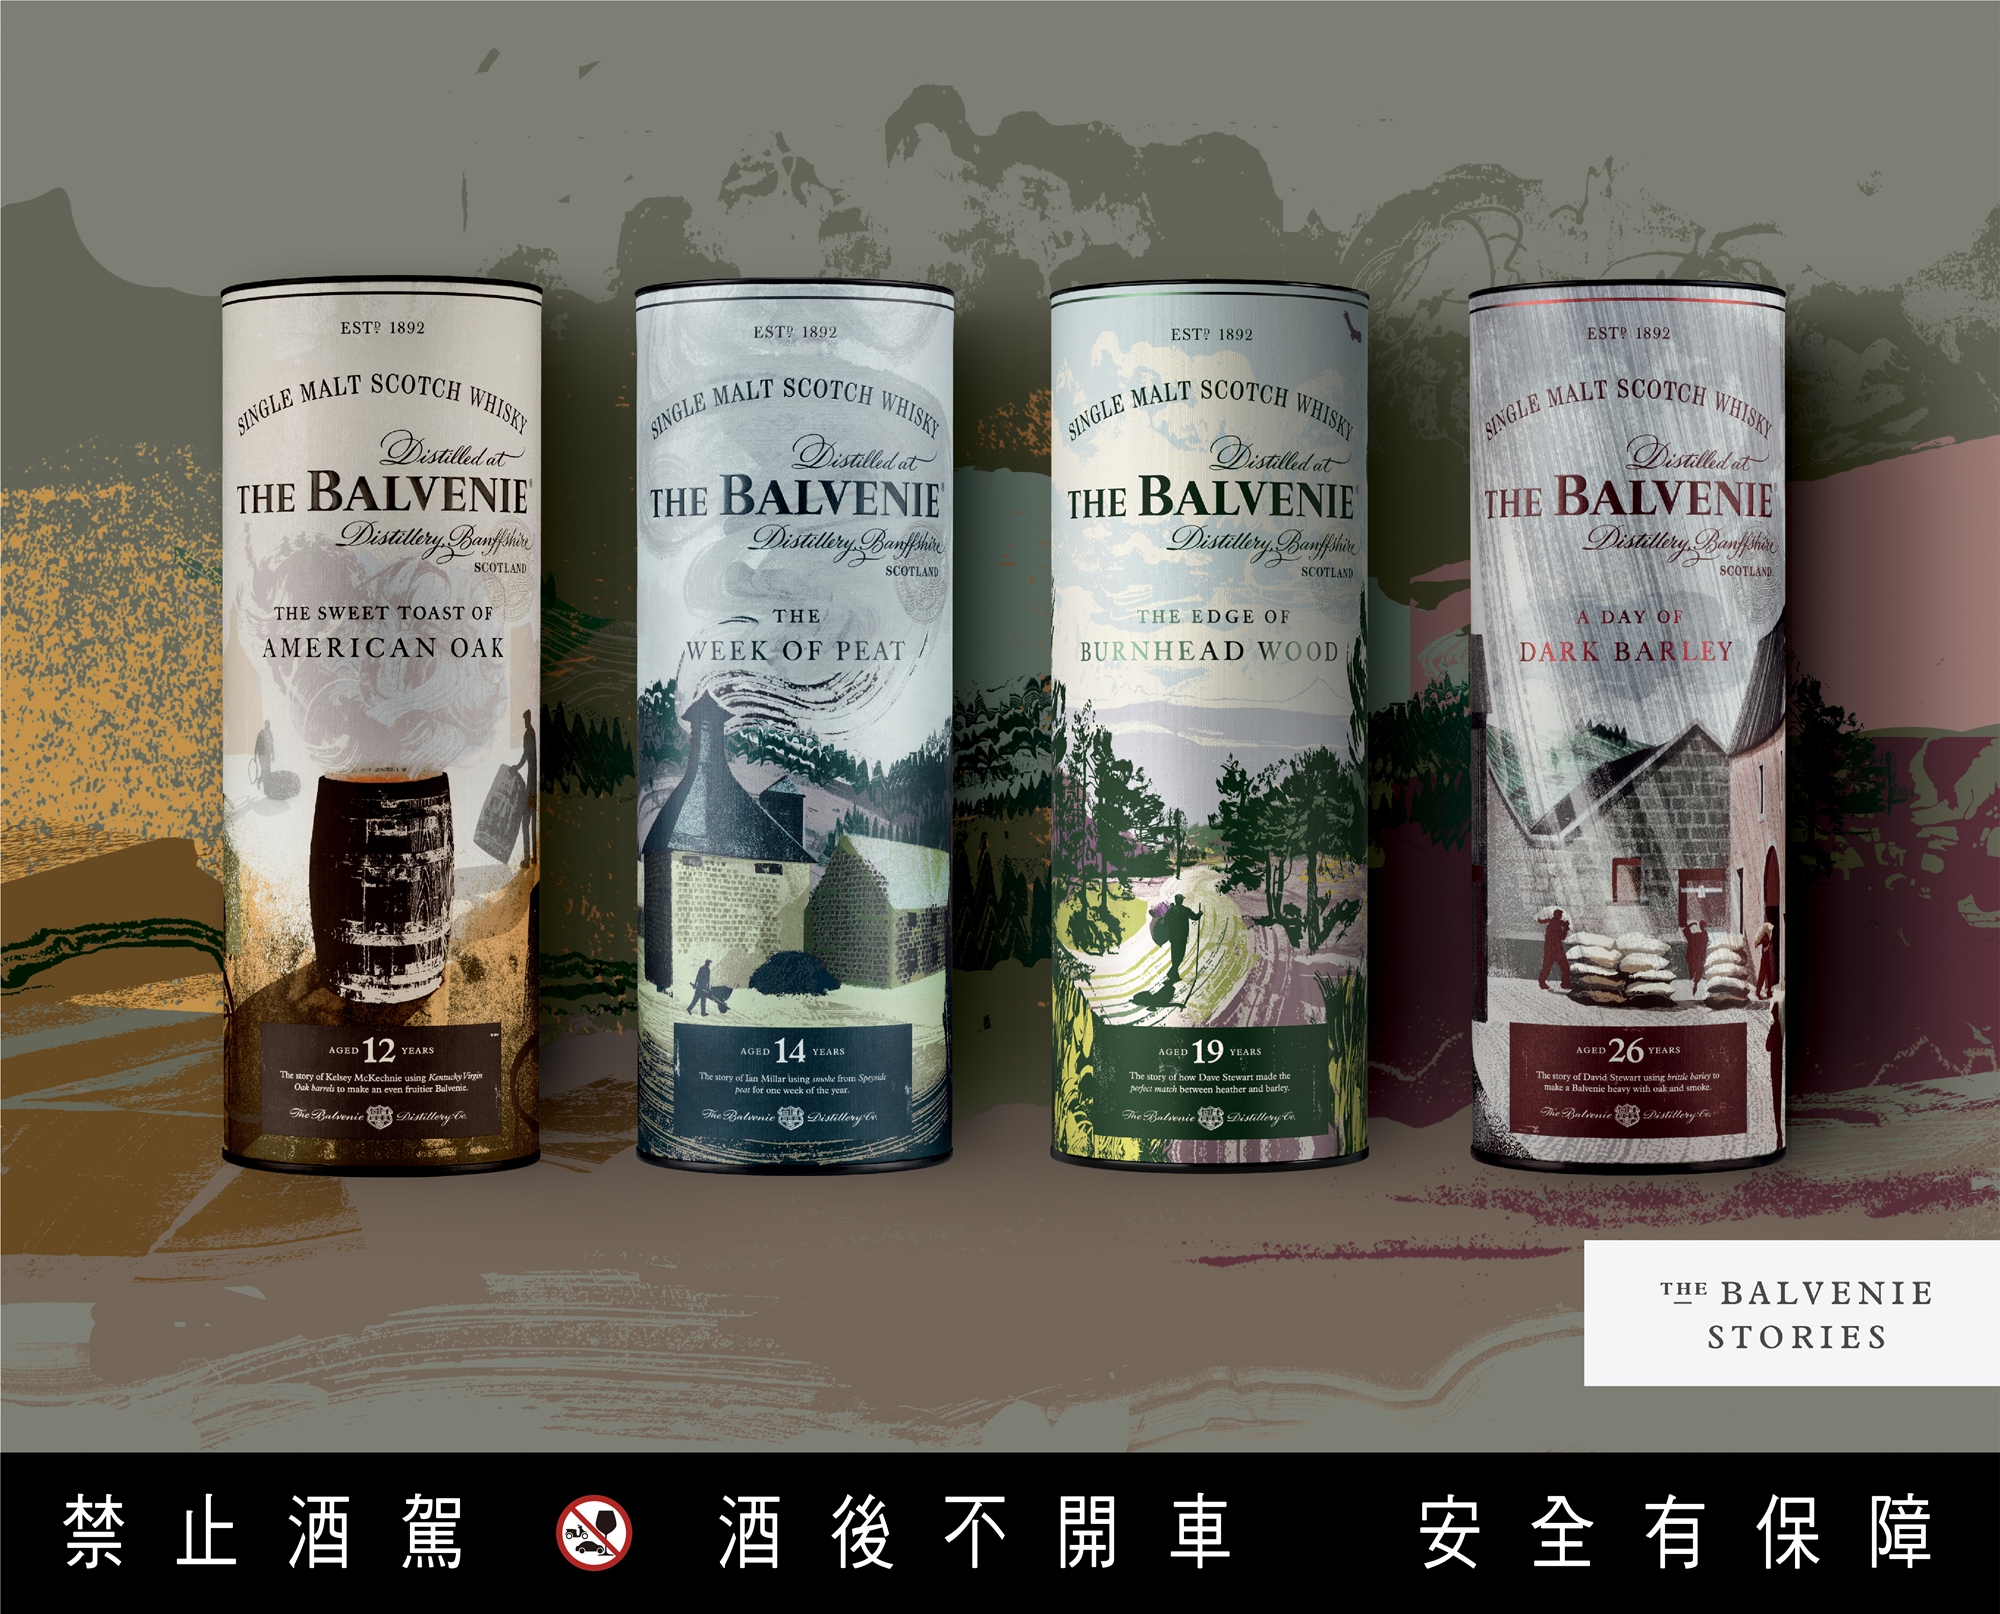 ESTD 1892
SINGLE MALT SCOTCH WHISKY
Distilled at
THE BALVENIE®
Distillery, Banffshire
SCOTLAND
THE SWEET TOAST OF
AMERICAN OAK
AGED 12 YEARS
The story of Kelsey McKechnie using Kentucky Virgin
Oak barrels to make an even fruitier Balvenie.
The Balvenie Distillery Co.
ESTD 1892
SINGLE MALT SCOTCH WHISKY
Distilled at
THE BALVENIE®
Distillery, Banffshire
SCOTLAND
THE
WEEK OF PEAT
AGED 14 YEARS
The story of Ian Millar using smoke from Speyside
peat for one week of the year.
The Balvenie Distillery Co.
ESTD 1892
SINGLE MALT SCOTCH WHISKY
Distilled at
THE BALVENIE
Distillery, Banffshire
SCOTLAND
THE EDGE OF
BURNHEAD WOOD
AGED 19 YEARS
The story of how Dave Stewart made the
perfect match between heather and barley.
The Balvenie Distillery Co.
ESTD 1892
SINGLE MALT SCOTCH WHISKY
Distilled at
THE BALVENIE
Distillery, Banffshire
SCOTLAND
A DAY OF
DARK BARLEY
AGED 26 YEARS
The story of David Stewart using brittle barley to
make a Balvenie heavy with oak and smoke.
The Balvenie Distillery Co.
THE BALVENIE
STORIES
禁止酒駕 酒後不開車 安全有保障